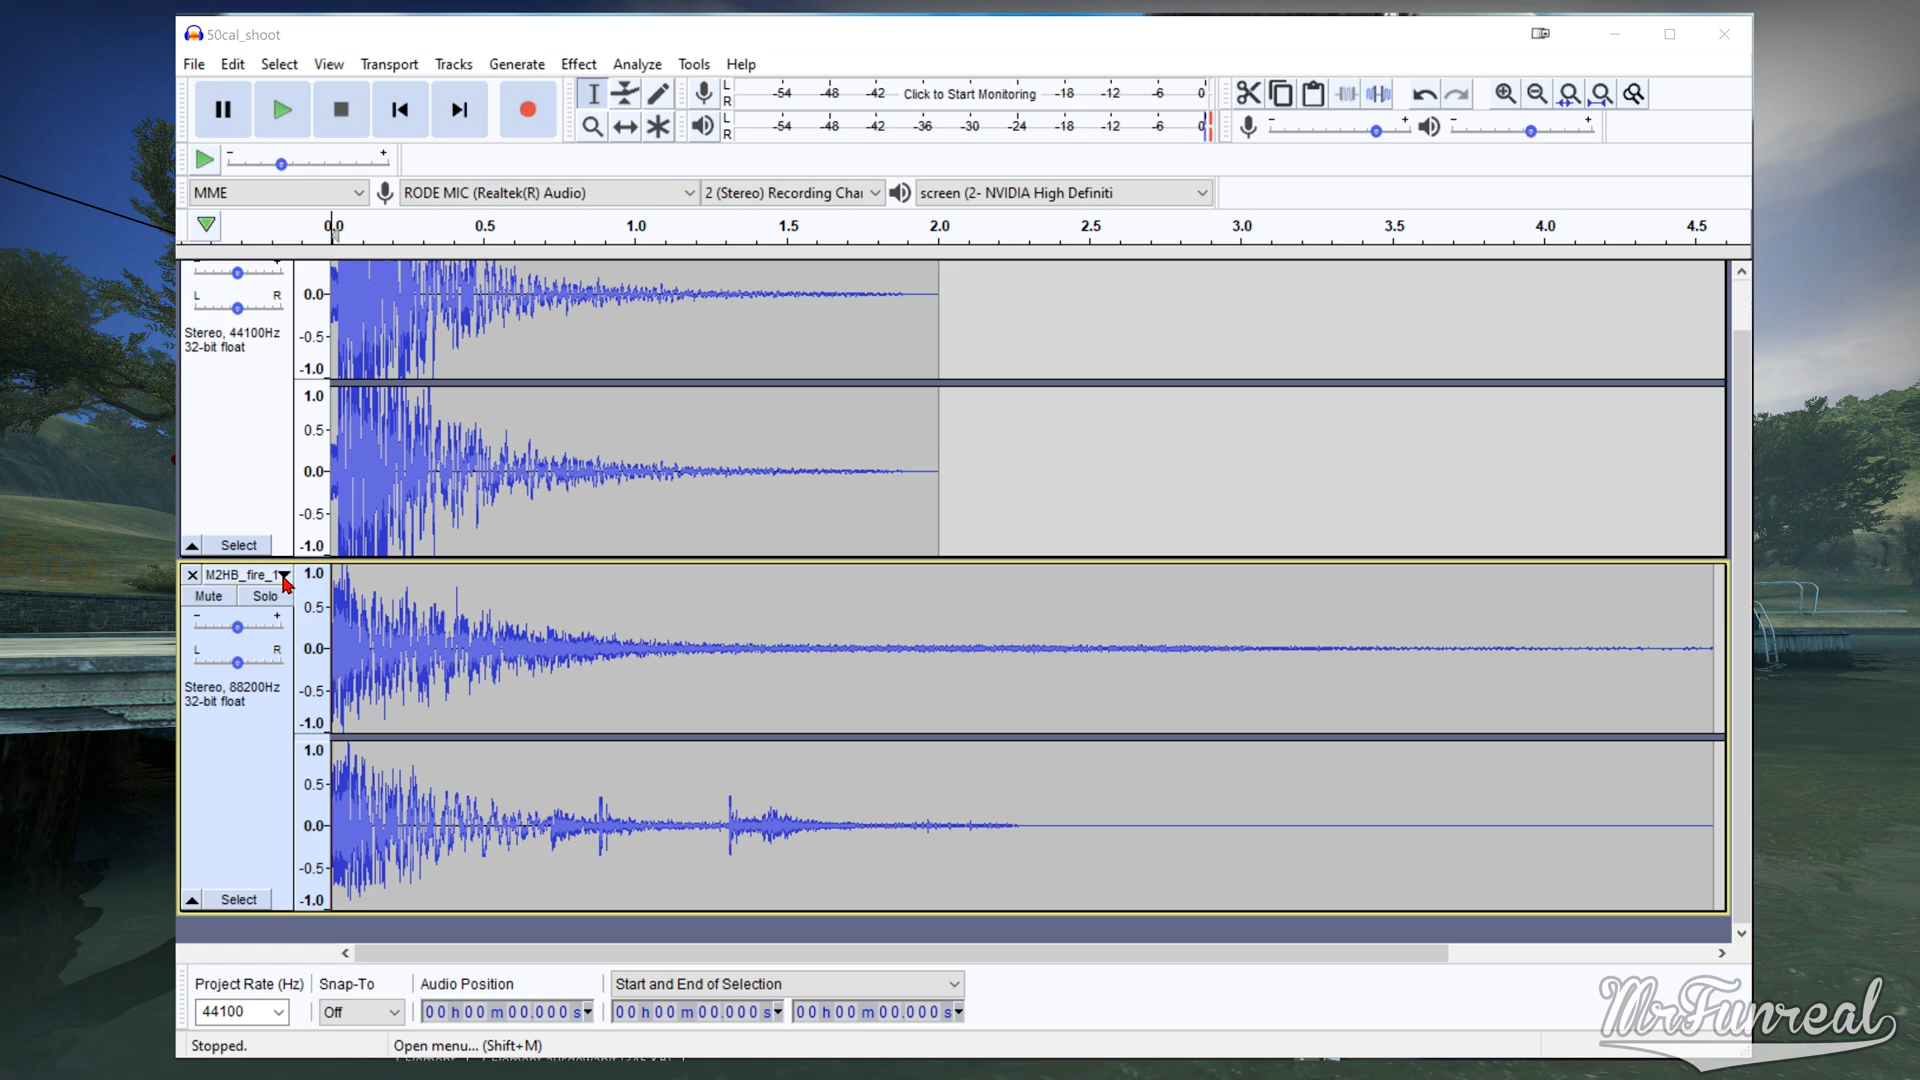 50cal_shoot
File Edit Select View Transport Tracks Generate Effect Analyze Tools Help
L R -54 -48 -42 Click to Start Monitoring -18 -12 -6 0
L R -54 -48 -42 -36 -30 -24 -18 -12 -6 0
MME RODE MIC (Realtek(R) Audio) 2 (Stereo) Recording Char screen (2- NVIDIA High Definiti
0.0 0.5 1.0 1.5 2.0 2.5 3.0 3.5 4.0 4.5
L R 0.0
Stereo, 44100Hz -0.5
32-bit float
-1.0
1.0
0.5
0.0
-0.5
Select -1.0
M2HB_fire_1 1.0
Mute Solo 0.5
L R 0.0
Stereo, 88200Hz -0.5
32-bit float
-1.0
1.0
0.5
0.0
-0.5
Select -1.0
Project Rate (Hz) Snap-To Audio Position Start and End of Selection
44100 Off 00 h 00 m 00.000 s 00 h 00 m 00.000 s 00 h 00 m 00.000 s
Stopped. Open menu... (Shift+M)
MrFunreal